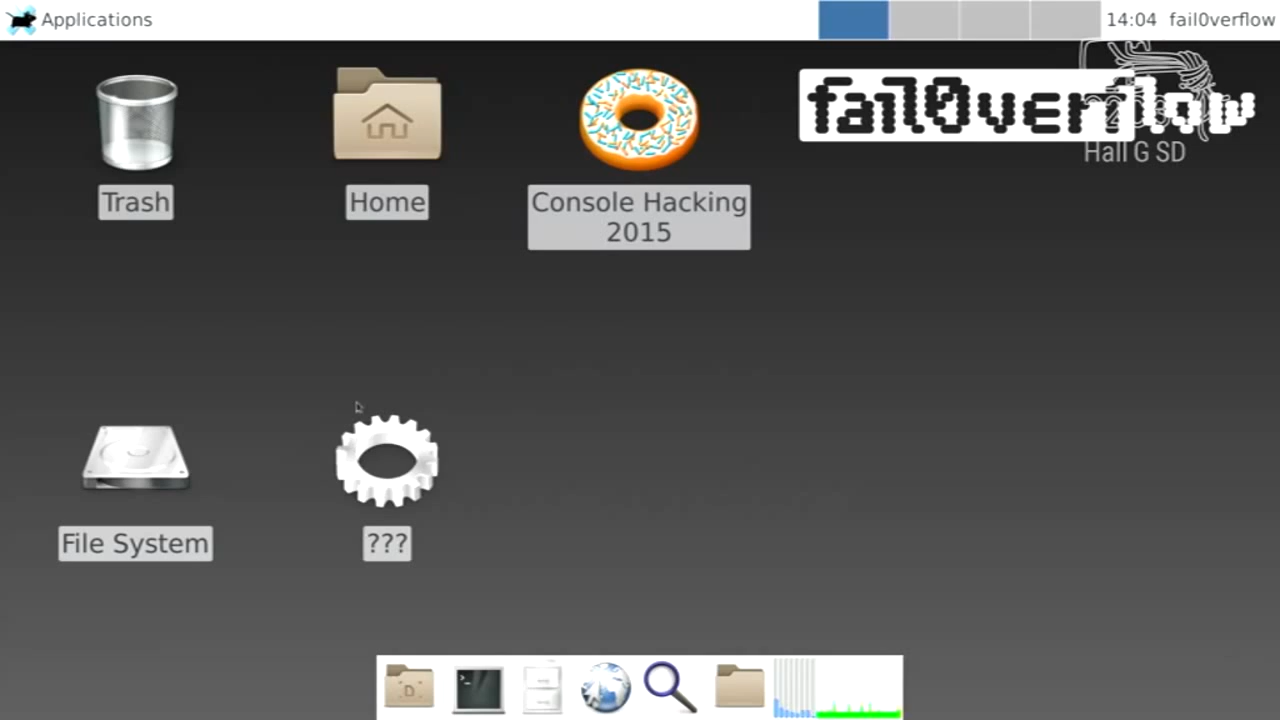 Applications
14:04 fail0verflow
fail0verflow
Hall G SD
Trash
Home
Console Hacking
2015
File System
???
D
>_